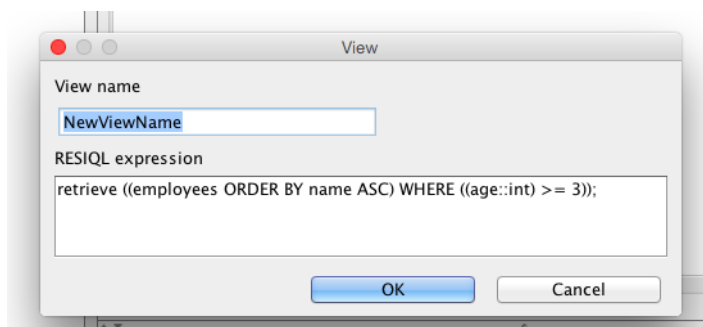 View
View name
NewViewName
RESIQL expression
retrieve ((employees ORDER BY name ASC) WHERE ((age::int) >= 3));
OK
Cancel